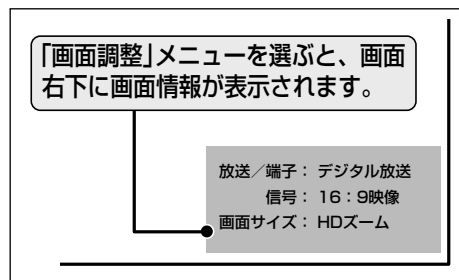 「画面調整」メニューを選ぶと、画面
右下に画面情報が表示されます。
放送／端子： デジタル放送
信号： 16：9映像
画面サイズ： HDズーム